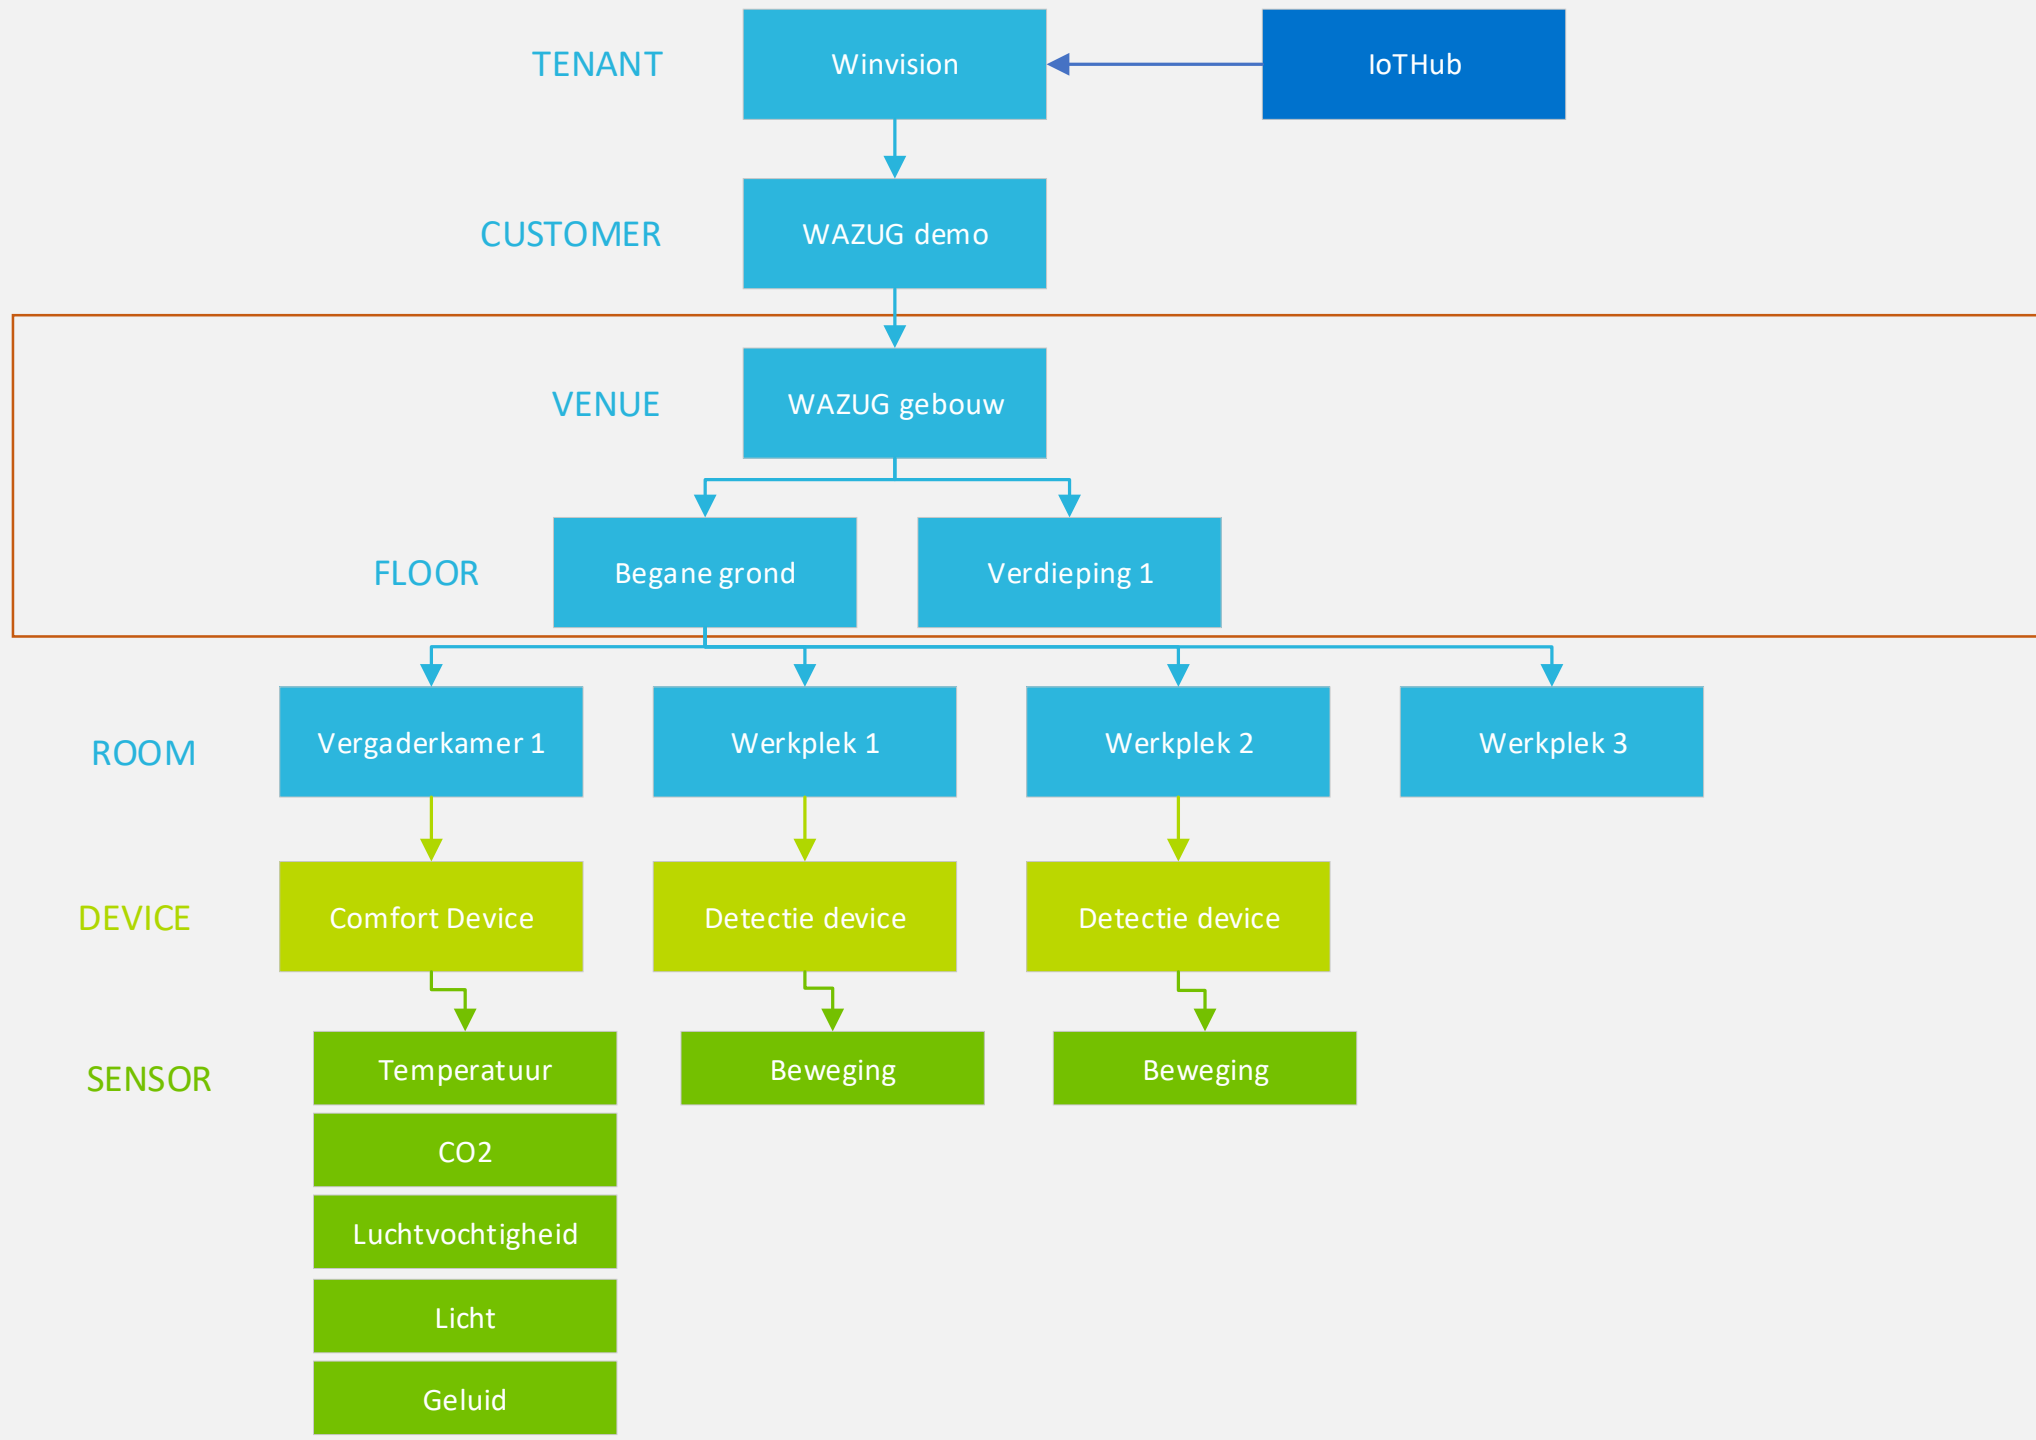 TENANT
Winvision
IoTHub
CUSTOMER
WAZUG demo
VENUE
WAZUG gebouw
FLOOR
Begane grond
Verdieping 1
ROOM
Vergaderkamer 1
Werkplek 1
Werkplek 2
Werkplek 3
DEVICE
Comfort Device
Detectie device
Detectie device
SENSOR
Temperatuur
Beweging
Beweging
CO2
Luchtvochtigheid
Licht
Geluid